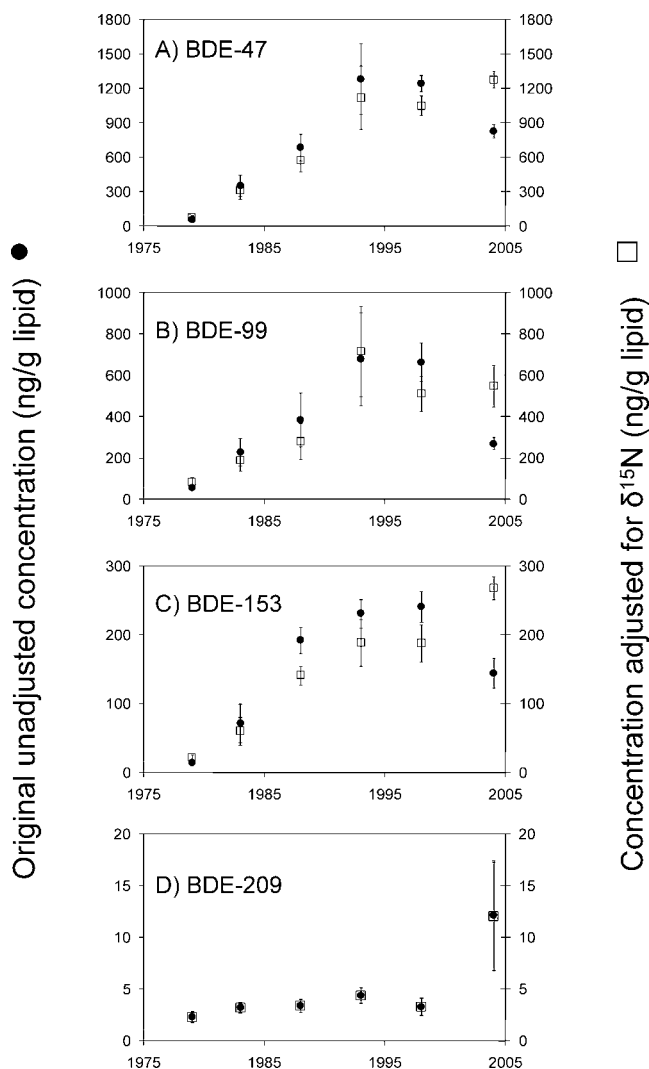 Original unadjusted concentration (ng/g lipid)
Concentration adjusted for δ¹⁵N (ng/g lipid)
A) BDE-47
1800 1800
1500 1500
1200 1200
900 900
600 600
300 300
0 0
1975 1985 1995 2005
B) BDE-99
1000 1000
800 800
600 600
400 400
200 200
0 0
1975 1985 1995 2005
C) BDE-153
300 300
200 200
100 100
0 0
1975 1985 1995 2005
D) BDE-209
20 20
15 15
10 10
5 5
0 0
1975 1985 1995 2005